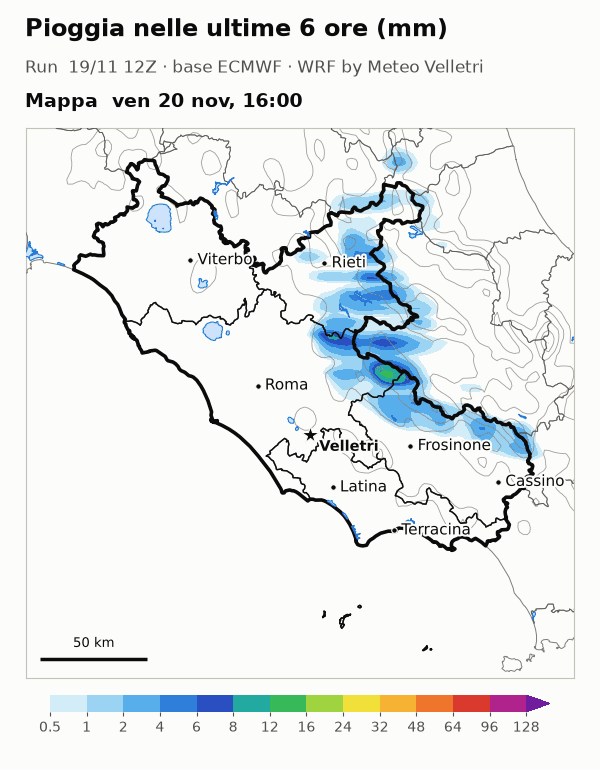 Pioggia nelle ultime 6 ore (mm)
Run  19/11 12Z · base ECMWF · WRF by Meteo Velletri
Mappa  ven 20 nov, 16:00
Viterbo
Rieti
Roma
Velletri
Frosinone
Latina
Cassino
Terracina
50 km
0.5 1 2 4 6 8 12 16 24 32 48 64 96 128